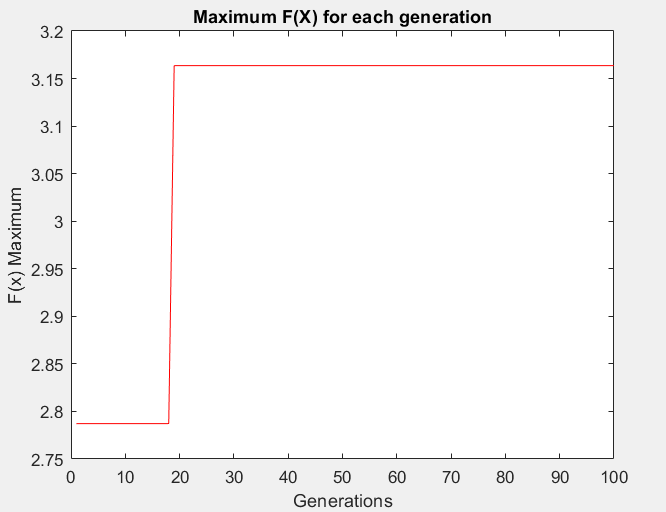 Maximum F(X) for each generation
3.2
3.15
3.1
3.05
3
2.95
2.9
2.85
2.8
2.75
F(x) Maximum
0 10 20 30 40 50 60 70 80 90 100
Generations